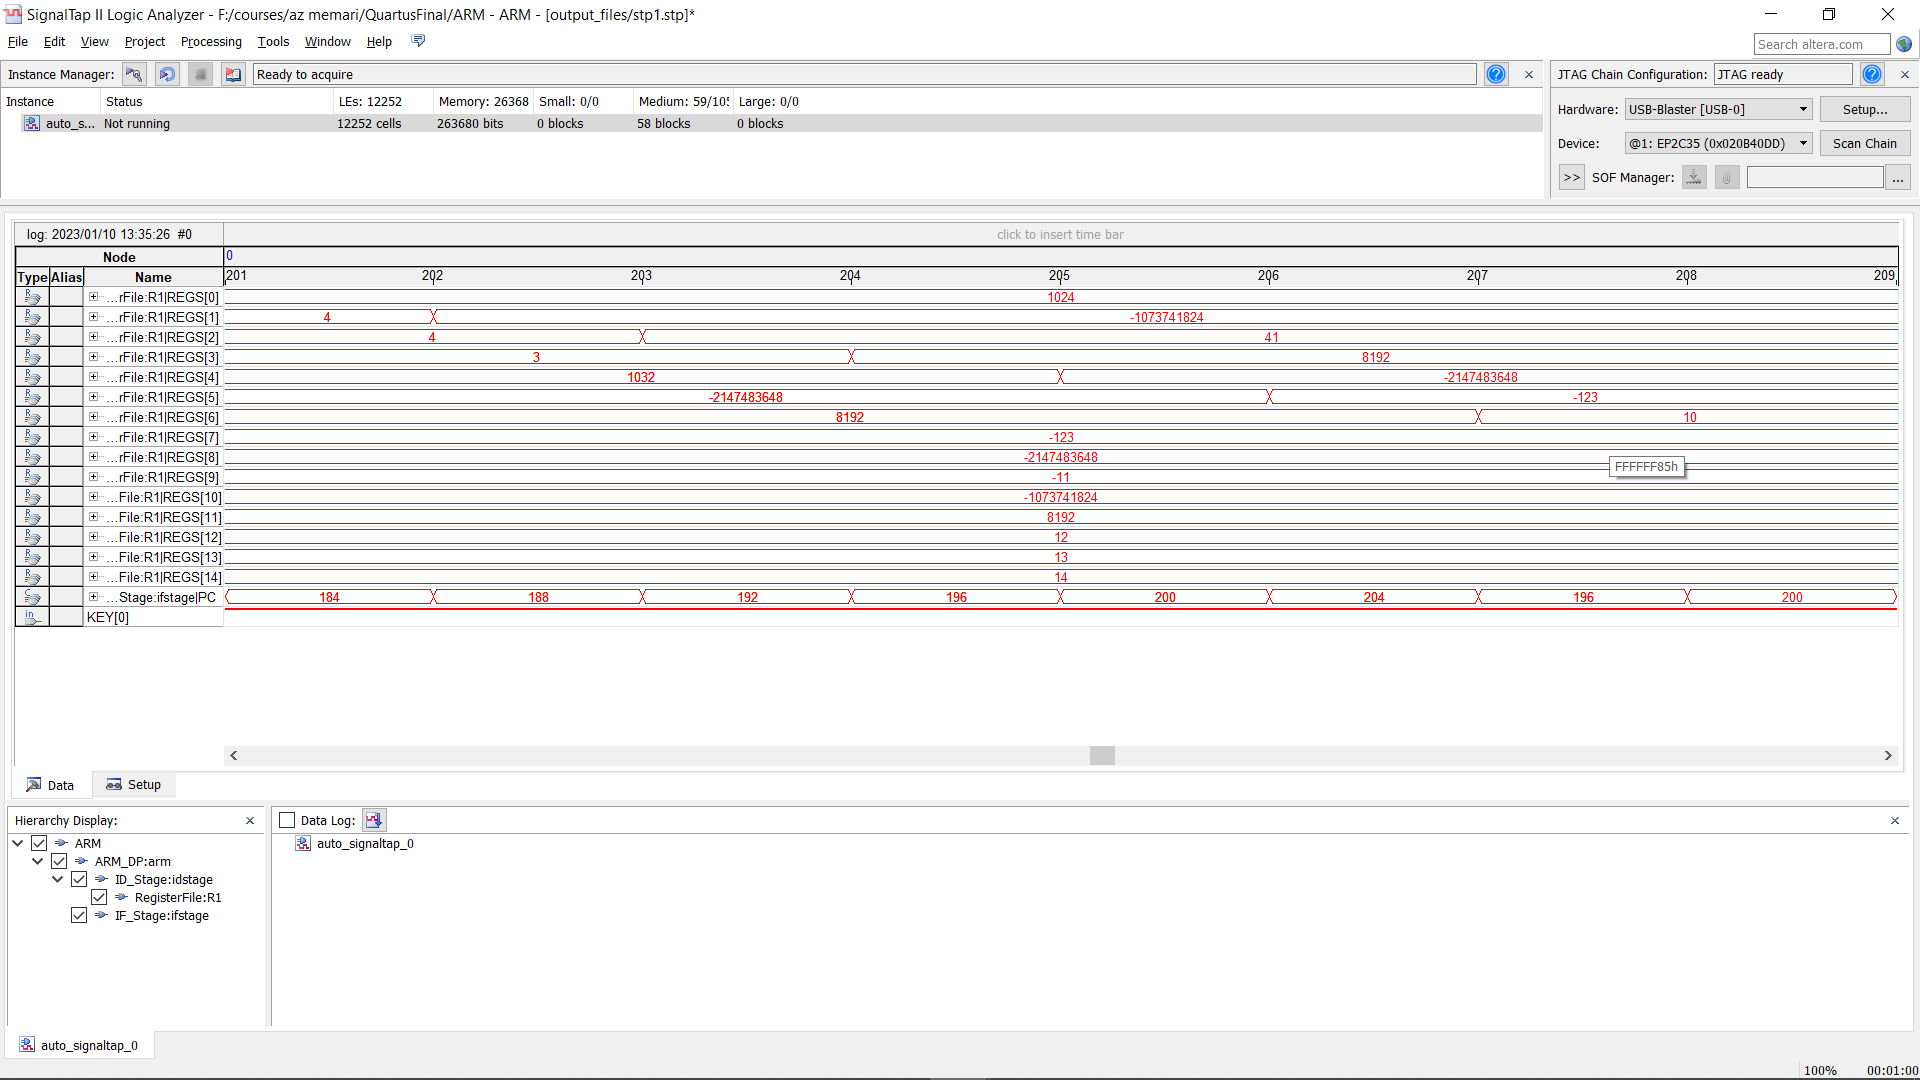 SignalTap II Logic Analyzer - F:/courses/az memari/QuartusFinal/ARM - ARM - [output_files/stp1.stp]*
File Edit View Project Processing Tools Window Help
Search altera.com
Instance Manager: Ready to acquire
Instance Status LEs: 12252 Memory: 26368 Small: 0/0 Medium: 59/10 Large: 0/0
auto_s... Not running 12252 cells 263680 bits 0 blocks 58 blocks 0 blocks
JTAG Chain Configuration: JTAG ready
Hardware: USB-Blaster [USB-0] Setup...
Device: @1: EP2C35 (0x020B40DD) Scan Chain
>> SOF Manager: ...
log: 2023/01/10 13:35:26 #0 click to insert time bar
Node 0
Type Alias Name 201 202 203 204 205 206 207 208 209
...rFile:R1|REGS[0] 1024
...rFile:R1|REGS[1] 4 -1073741824
...rFile:R1|REGS[2] 4 41
...rFile:R1|REGS[3] 3 8192
...rFile:R1|REGS[4] 1032 -2147483648
...rFile:R1|REGS[5] -2147483648 -123
...rFile:R1|REGS[6] 8192 10
...rFile:R1|REGS[7] -123
...rFile:R1|REGS[8] -2147483648
FFFFFF85h
...rFile:R1|REGS[9] -11
...File:R1|REGS[10] -1073741824
...File:R1|REGS[11] 8192
...File:R1|REGS[12] 12
...File:R1|REGS[13] 13
...File:R1|REGS[14] 14
...Stage:ifstage|PC 184 188 192 196 200 204 196 200
KEY[0]
Data Setup
Hierarchy Display:
ARM
ARM_DP:arm
ID_Stage:idstage
RegisterFile:R1
IF_Stage:ifstage
Data Log:
auto_signaltap_0
auto_signaltap_0
100% 00:01:00